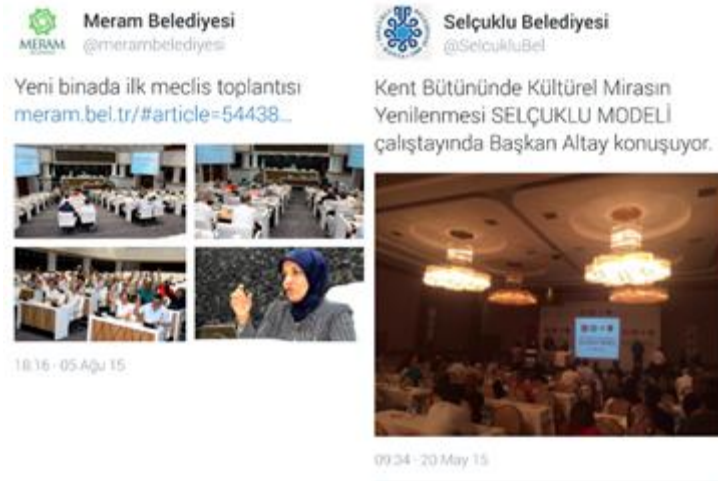 MERAM
Meram Belediyesi
@merambelediyesi
Yeni binada ilk meclis toplantısı
meram.bel.tr/#article=54438...
18:16 - 05 Ağu 15
Selçuklu Belediyesi
@SelcukluBel
Kent Bütününde Kültürel Mirasın
Yenilenmesi SELÇUKLU MODELİ
çalıştayında Başkan Altay konuşuyor.
09:34 - 20 May 15